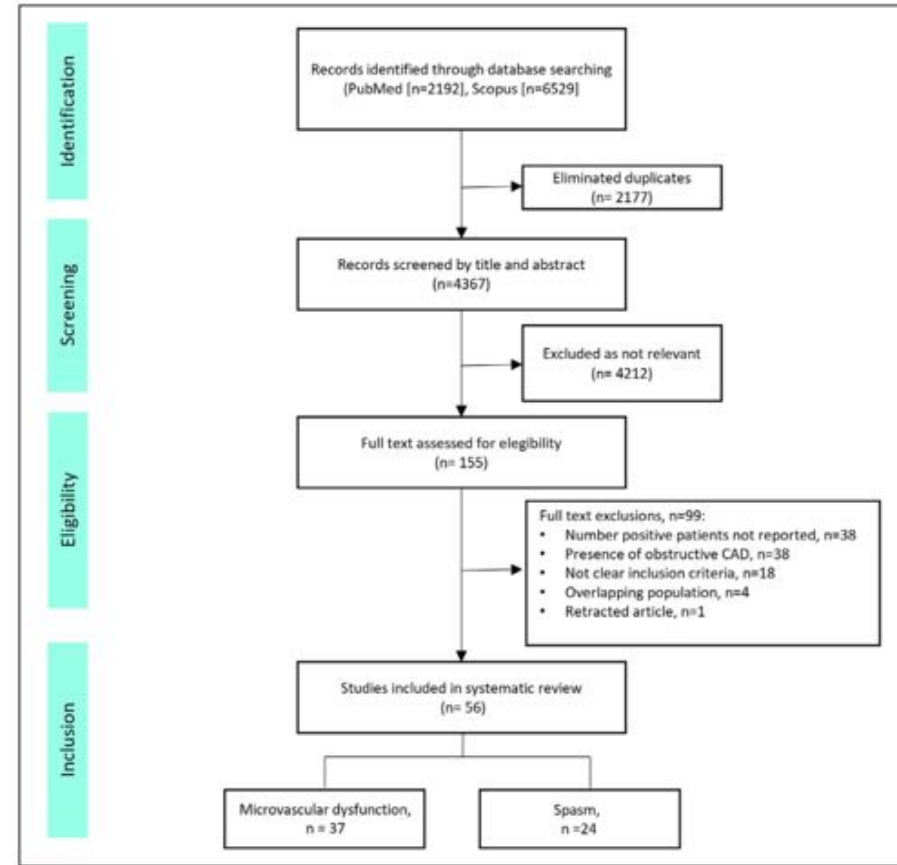 Identification
Records identified through database searching
(PubMed [n=2192], Scopus [n=6529]
Eliminated duplicates
(n= 2177)
Screening
Records screened by title and abstract
(n=4367)
Excluded as not relevant
(n= 4212)
Eligibility
Full text assessed for elegibility
(n= 155)
Full text exclusions, n=99:
• Number positive patients not reported, n=38
• Presence of obstructive CAD, n=38
• Not clear inclusion criteria, n=18
• Overlapping population, n=4
• Retracted article, n=1
Inclusion
Studies included in systematic review
(n= 56)
Microvascular dysfunction,
n = 37
Spasm,
n =24